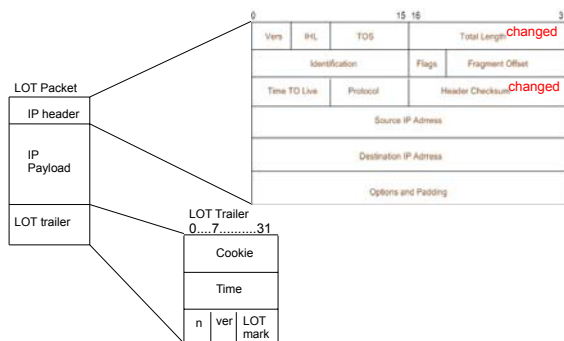 0 15 16 3
Vers IHL TOS Total Length changed
Identification Flags Fragment Offset
Time TO Live Protocol Header Checksum changed
Source IP Adrress
Destination IP Adrress
Options and Padding
LOT Packet
IP header
IP
Payload
LOT trailer
LOT Trailer
0....7..........31
Cookie
Time
n ver LOT
mark